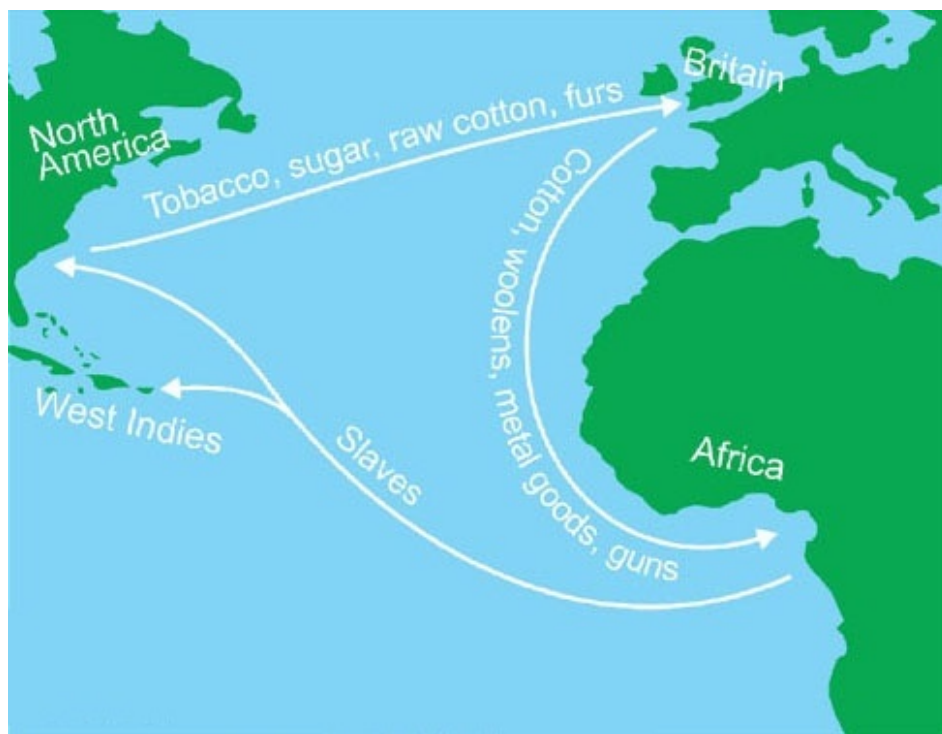 Britain
North
America
Tobacco, sugar, raw cotton, furs
Cotton, woolens, metal goods, guns
West Indies
Slaves
Africa